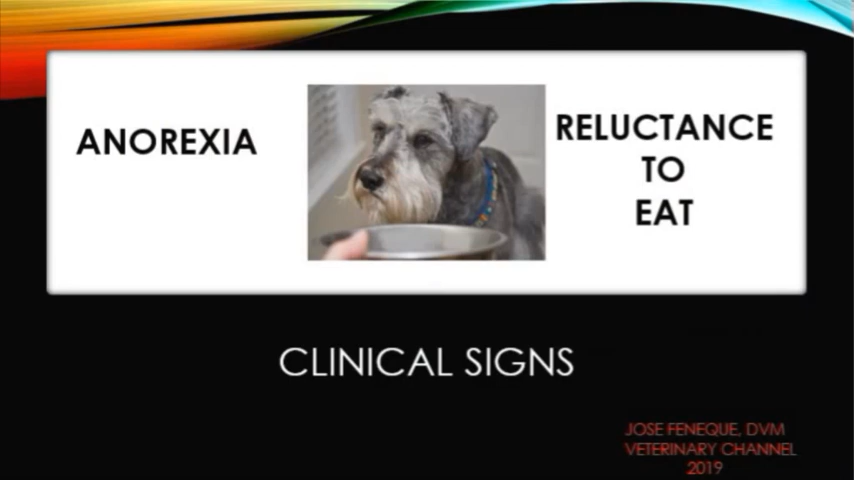 ANOREXIA
RELUCTANCE
TO
EAT
CLINICAL SIGNS
JOSE FENEQUE, DVM
VETERINARY CHANNEL
2019